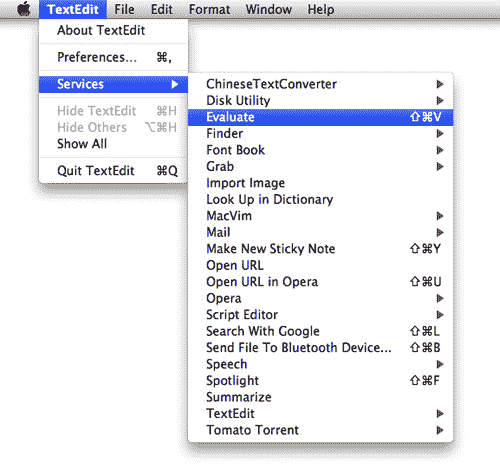 TextEdit File Edit Format Window Help
About TextEdit
Preferences... ⌘,
Services
Hide TextEdit ⌘H
Hide Others ⌥⌘H
Show All
Quit TextEdit ⌘Q
ChineseTextConverter
Disk Utility
Evaluate ⇧⌘V
Finder
Font Book
Grab
Import Image
Look Up in Dictionary
MacVim
Mail
Make New Sticky Note ⇧⌘Y
Open URL
Open URL in Opera ⇧⌘U
Opera
Script Editor
Search With Google ⇧⌘L
Send File To Bluetooth Device... ⇧⌘B
Speech
Spotlight ⇧⌘F
Summarize
TextEdit
Tomato Torrent